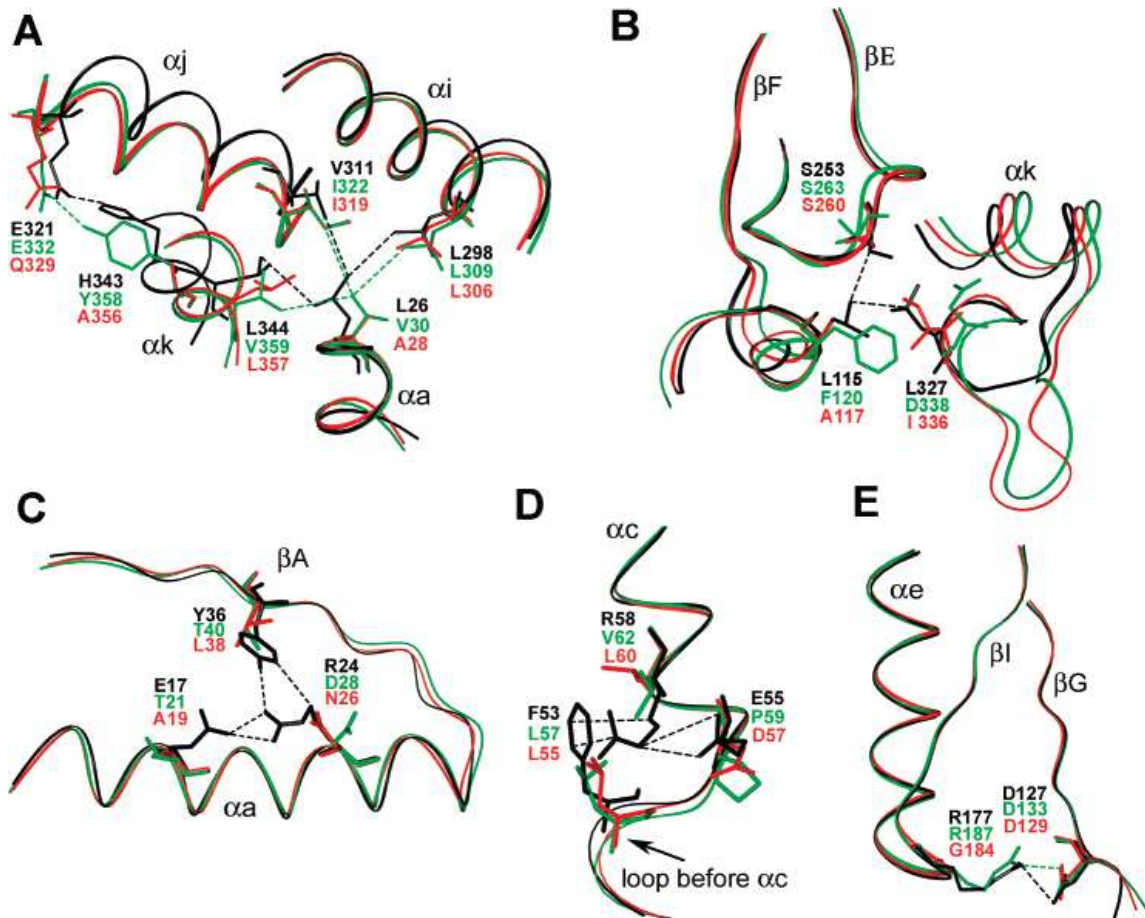 A
αj
αi
V311
I322
I319
E321
E332
Q329
H343
Y358
A356
L298
L309
L306
L344
V359
L357
L26
V30
A28
αk
αa
B
βE
βF
S253
S263
S260
αk
L115
F120
A117
L327
D338
I 336
C
βA
Y36
T40
L38
E17
T21
A19
R24
D28
N26
αa
D
αc
R58
V62
L60
F53
L57
L55
E55
P59
D57
loop before αc
E
αe
βI
βG
D127
D133
D129
R177
R187
G184